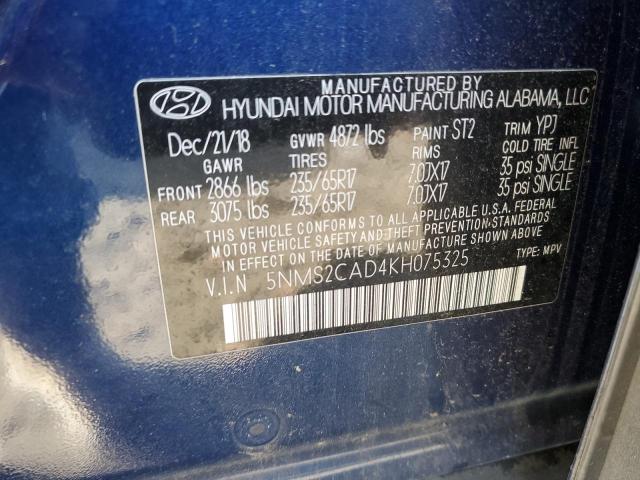 MANUFACTURED BY
HYUNDAI MOTOR MANUFACTURING ALABAMA, LLC
Dec/21/18 GVWR 4872 lbs PAINT ST2 TRIM YPJ
GAWR TIRES RIMS COLD TIRE INFL
FRONT 2866 lbs 235/65R17 7.0JX17 35 psi SINGLE
REAR 3075 lbs 235/65R17 7.0JX17 35 psi SINGLE
THIS VEHICLE CONFORMS TO ALL APPLICABLE U.S.A. FEDERAL
MOTOR VEHICLE SAFETY AND THEFT PREVENTION STANDARDS
IN EFFECT ON THE DATE OF MANUFACTURE SHOWN ABOVE.
V.I.N 5NMS2CAD4KH075325 TYPE: MPV